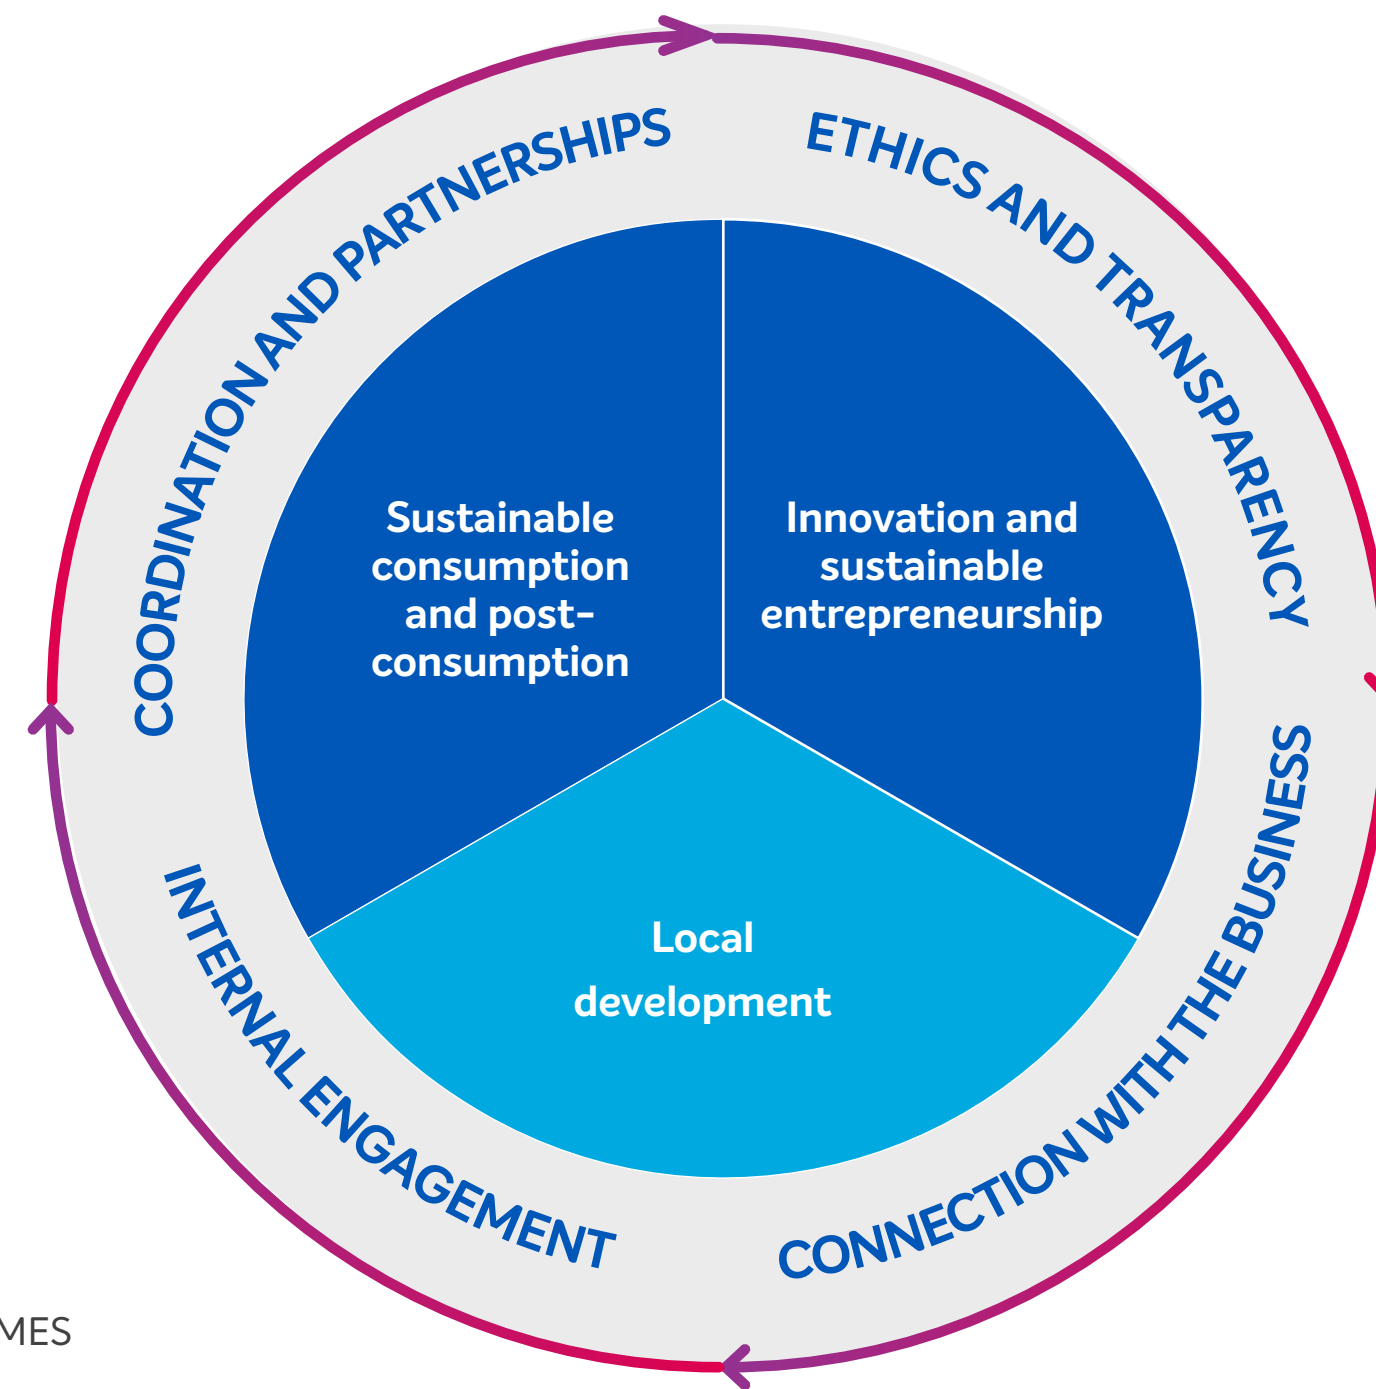 COORDINATION AND PARTNERSHIPS
ETHICS AND TRANSPARENCY
Sustainable
consumption
and post-
consumption
Innovation and
sustainable
entrepreneurship
Local
development
INTERNAL ENGAGEMENT
CONNECTION WITH THE BUSINESS